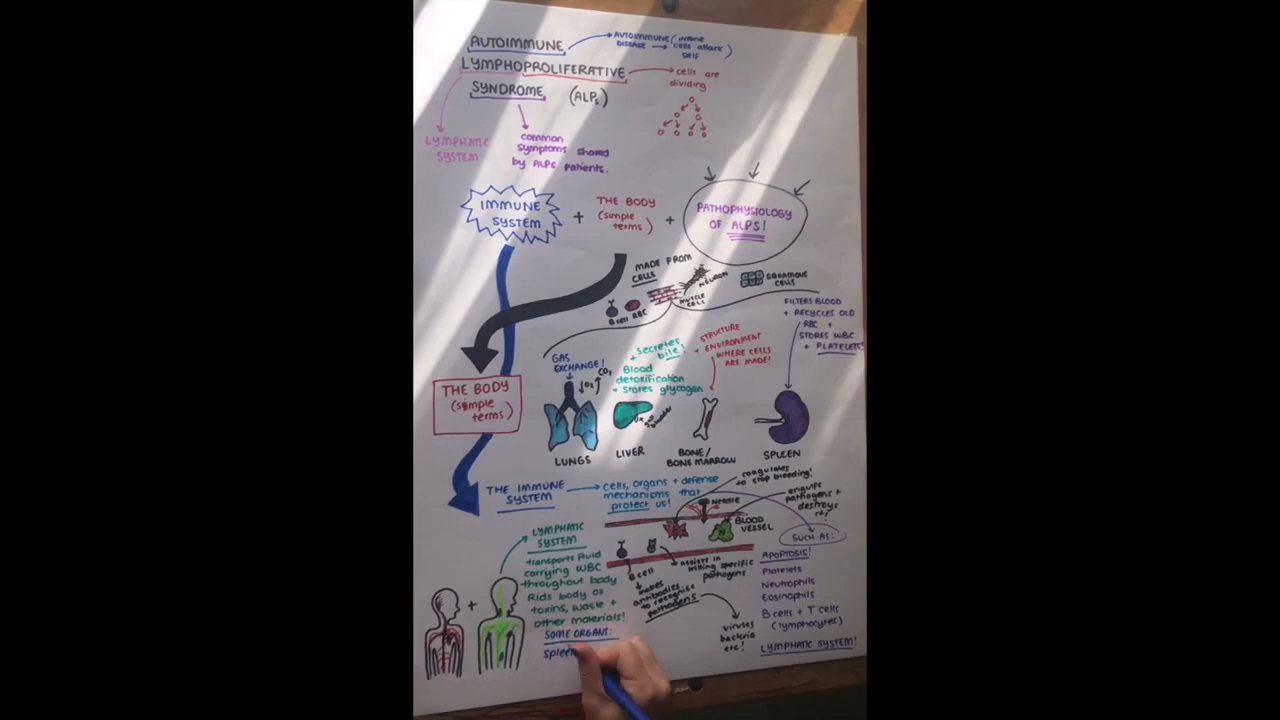 AUTOIMMUNE
AUTOIMMUNE
DISEASE
immune
cells attack
self
LYMPHOPROLIFERATIVE
cells are
dividing
SYNDROME
(ALPs)
LYMPHATIC
SYSTEM
common
symptoms shared
by ALPs patients.
IMMUNE
SYSTEM
+
THE BODY
(simple
terms)
+
PATHOPHYSIOLOGY
OF ALPS!
MADE FROM
CELLS
B cell
RBC
MUSCLE
CELL
NEURON
SQUAMOUS
CELLS
FILTERS BLOOD
+ RECYCLES OLD
RBC +
STORES WBC
+ PLATELETS!
GAS
EXCHANGE!
O2
CO2
+ Secretes
bile!
Blood
detoxification
+ Stores glycogen
+ STRUCTURE
ENVIRONMENT
WHERE CELLS
ARE MADE!
gall
bladder
THE BODY
(simple
terms)
LUNGS
LIVER
BONE/
BONE MARROW
SPLEEN
THE IMMUNE
SYSTEM
cells, organs + defense
mechanisms that
protect us!
coagulates
to stop bleeding!
Needle
engulfs
pathogens +
destroys
BLOOD
VESSEL
SUCH AS:
LYMPHATIC
SYSTEM
transports fluid
carrying WBC
throughout body
Rids body of
toxins, waste +
other materials!
SOME ORGANS:
Spleen
B cell
makes
antibodies
to recognise
pathogens
assists in
killing specific
pathogens
viruses
bacteria
etc!
APOPTOSIS!
Platelets
Neutrophils
Eosinophils
B cells + T cells
(lymphocytes)
LYMPHATIC SYSTEM!
+